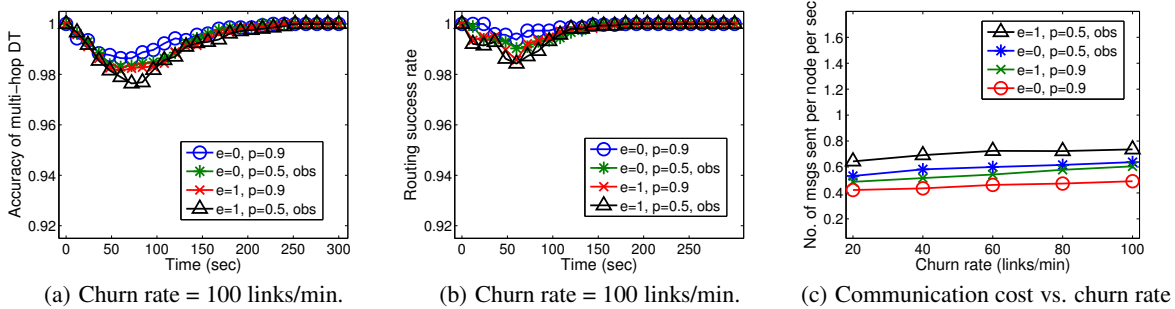 Accuracy of multi−hop DT
1
0.98
0.96
0.94
0.92
e=0, p=0.9
e=0, p=0.5, obs
e=1, p=0.9
e=1, p=0.5, obs
0 50 100 150 200 250 300
Time (sec)
(a) Churn rate = 100 links/min.
Routing success rate
1
0.98
0.96
0.94
0.92
e=0, p=0.9
e=0, p=0.5, obs
e=1, p=0.9
e=1, p=0.5, obs
0 50 100 150 200 250
Time (sec)
(b) Churn rate = 100 links/min.
No. of msgs sent per node per sec
1.6
1.4
1.2
1
0.8
0.6
0.4
0.2
e=1, p=0.5, obs
e=0, p=0.5, obs
e=1, p=0.9
e=0, p=0.9
20 40 60 80 100
Churn rate (links/min)
(c) Communication cost vs. churn rate